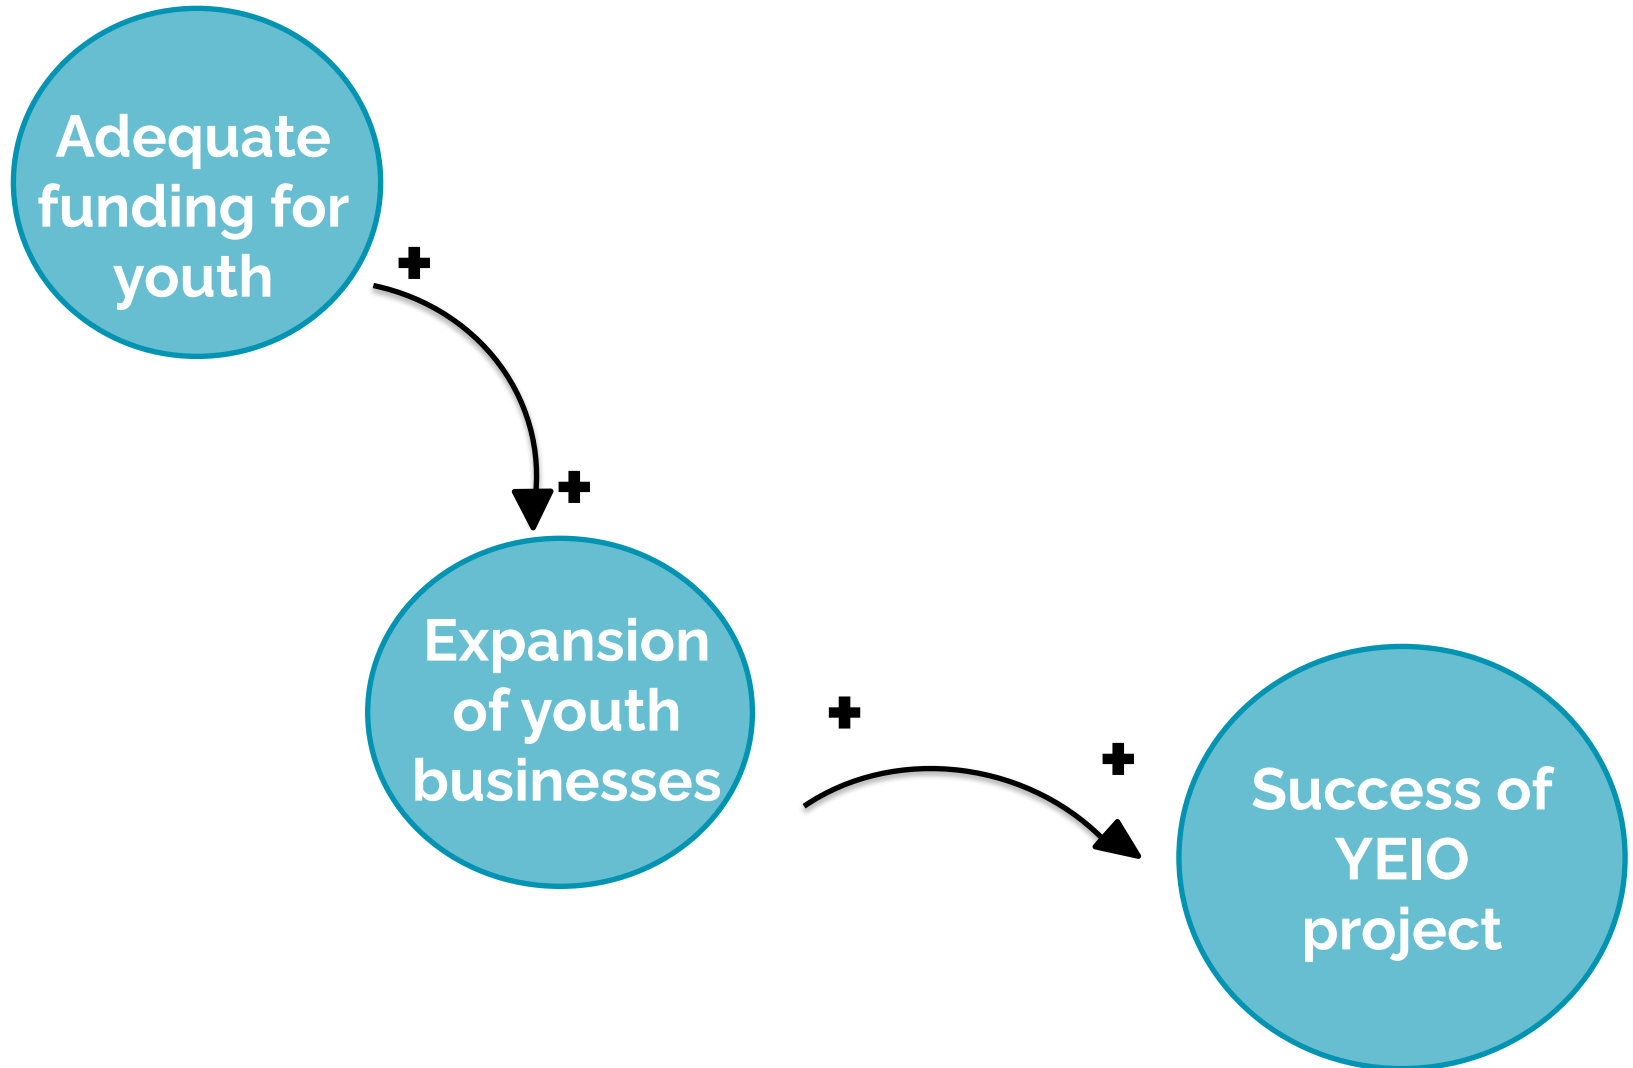 Adequate
funding for
youth
+
+
Expansion
of youth
businesses
+
+
Success of
YEIO
project